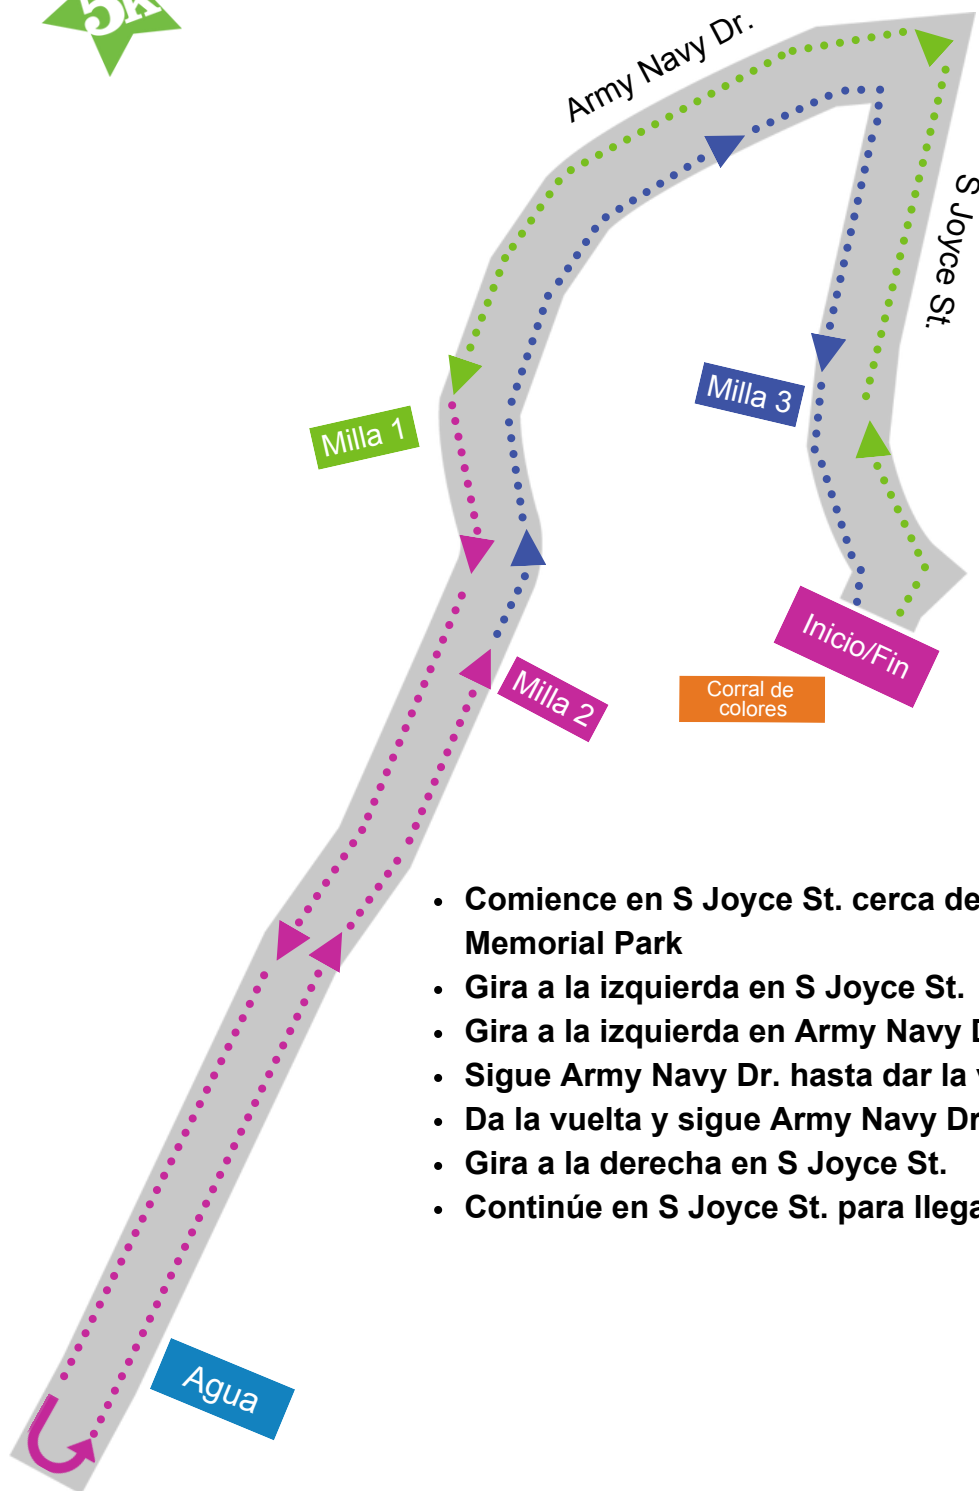 5K
Army Navy Dr.
S Joyce St.
Milla 3
Milla 1
Inicio/Fin
Milla 2
Corral de
colores
• Comience en S Joyce St. cerca de
Memorial Park
• Gira a la izquierda en S Joyce St.
• Gira a la izquierda en Army Navy
• Sigue Army Navy Dr. hasta dar la
• Da la vuelta y sigue Army Navy Dr
• Gira a la derecha en S Joyce St.
• Continúe en S Joyce St. para
Agua